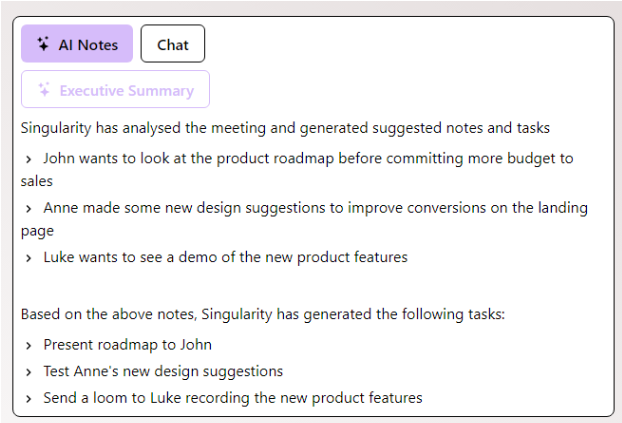 AI Notes Chat
Executive Summary
Singularity has analysed the meeting and generated suggested notes and tasks
› John wants to look at the product roadmap before committing more budget to
sales
› Anne made some new design suggestions to improve conversions on the landing
page
› Luke wants to see a demo of the new product features
Based on the above notes, Singularity has generated the following tasks:
› Present roadmap to John
› Test Anne's new design suggestions
› Send a loom to Luke recording the new product features